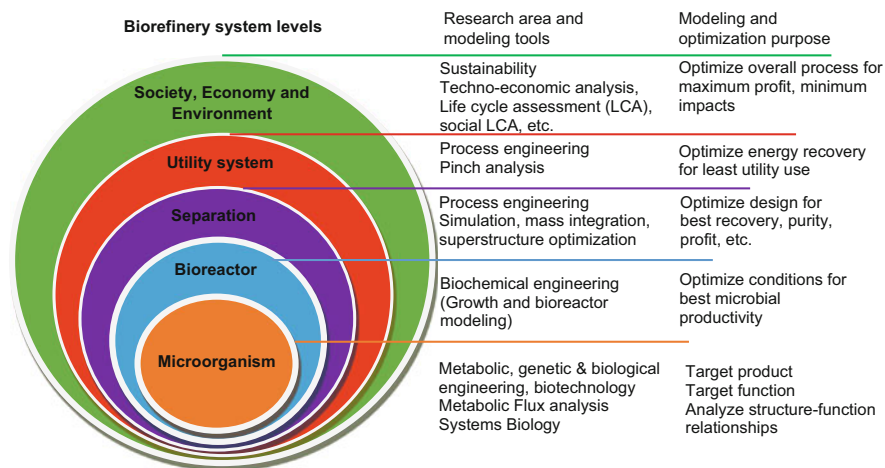 Biorefinery system levels
Research area and
modeling tools
Modeling and
optimization purpose
Society, Economy and
Environment
Sustainability
Techno-economic analysis,
Life cycle assessment (LCA),
social LCA, etc.
Optimize overall process for
maximum profit, minimum
impacts
Utility system
Process engineering
Pinch analysis
Optimize energy recovery
for least utility use
Separation
Process engineering
Simulation, mass integration,
superstructure optimization
Optimize design for
best recovery, purity,
profit, etc.
Bioreactor
Biochemical engineering
(Growth and bioreactor
modeling)
Optimize conditions for
best microbial
productivity
Microorganism
Metabolic, genetic & biological
engineering, biotechnology
Metabolic Flux analysis
Systems Biology
Target product
Target function
Analyze structure-function
relationships